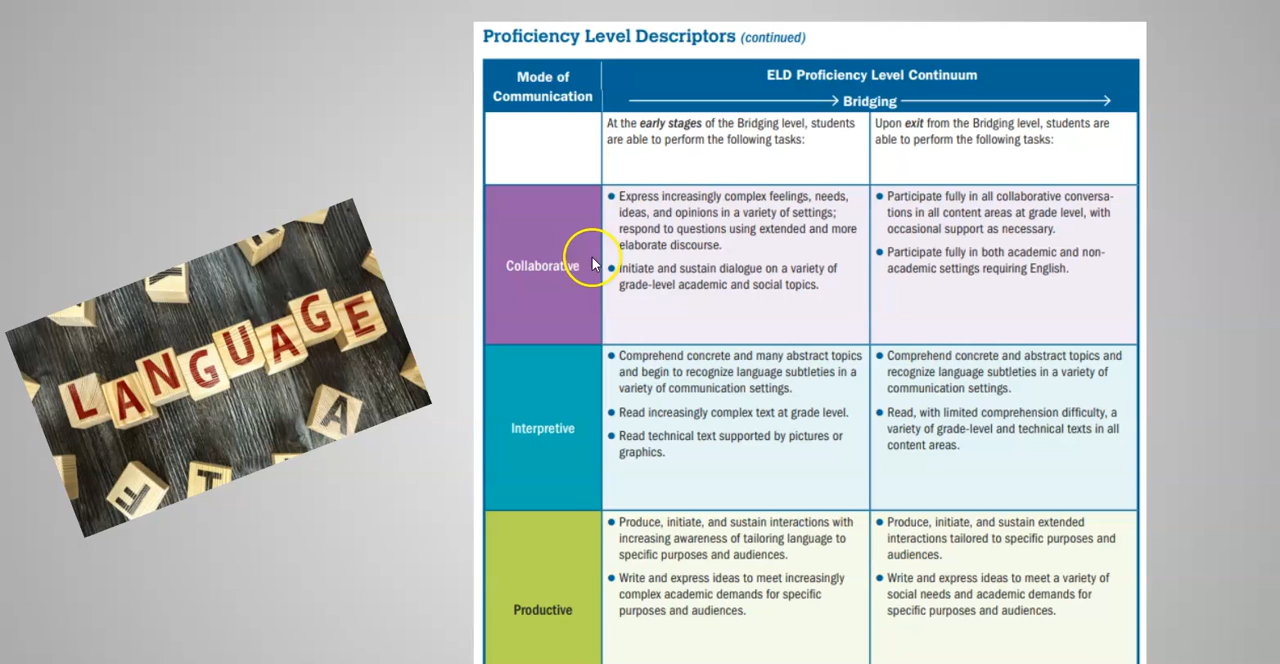 Proficiency Level Descriptors (continued)
Mode of
Communication
ELD Proficiency Level Continuum
Bridging
At the early stages of the Bridging level, students
are able to perform the following tasks:
Upon exit from the Bridging level, students are
able to perform the following tasks:
Collaborative
● Express increasingly complex feelings, needs,
ideas, and opinions in a variety of settings;
respond to questions using extended and more
elaborate discourse.
● Initiate and sustain dialogue on a variety of
grade-level academic and social topics.
● Participate fully in all collaborative conversa-
tions in all content areas at grade level, with
occasional support as necessary.
● Participate fully in both academic and non-
academic settings requiring English.
Interpretive
● Comprehend concrete and many abstract topics
and begin to recognize language subtleties in a
variety of communication settings.
● Read increasingly complex text at grade level.
● Read technical text supported by pictures or
graphics.
● Comprehend concrete and abstract topics and
recognize language subtleties in a variety of
communication settings.
● Read, with limited comprehension difficulty, a
variety of grade-level and technical texts in all
content areas.
Productive
● Produce, initiate, and sustain interactions with
increasing awareness of tailoring language to
specific purposes and audiences.
● Write and express ideas to meet increasingly
complex academic demands for specific
purposes and audiences.
● Produce, initiate, and sustain extended
interactions tailored to specific purposes and
audiences.
● Write and express ideas to meet a variety of
social needs and academic demands for
specific purposes and audiences.
LANGUAGE
A
E
T